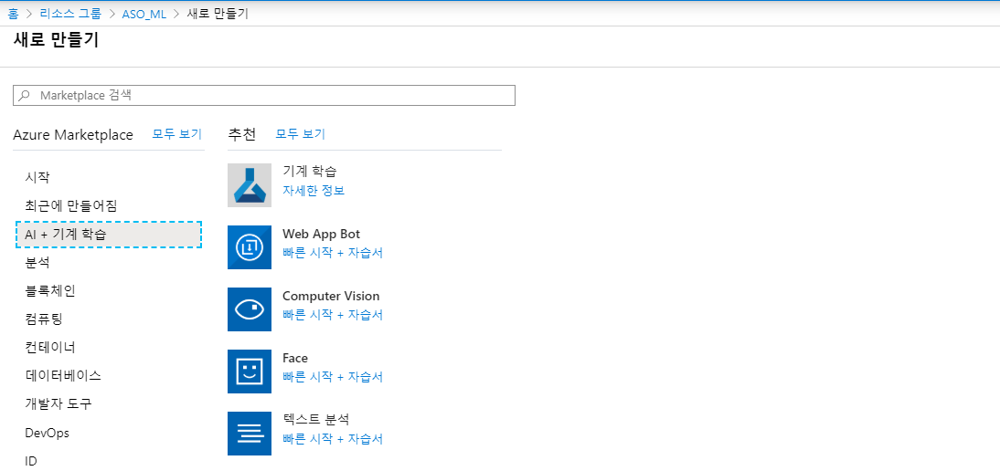 홈 > 리소스 그룹 > ASO_ML > 새로 만들기
새로 만들기
Marketplace 검색
Azure Marketplace 모두 보기
시작
최근에 만들어짐
AI + 기계 학습
분석
블록체인
컴퓨팅
컨테이너
데이터베이스
개발자 도구
DevOps
ID
추천 모두 보기
기계 학습
자세한 정보
Web App Bot
빠른 시작 + 자습서
Computer Vision
빠른 시작 + 자습서
Face
빠른 시작 + 자습서
텍스트 분석
빠른 시작 + 자습서